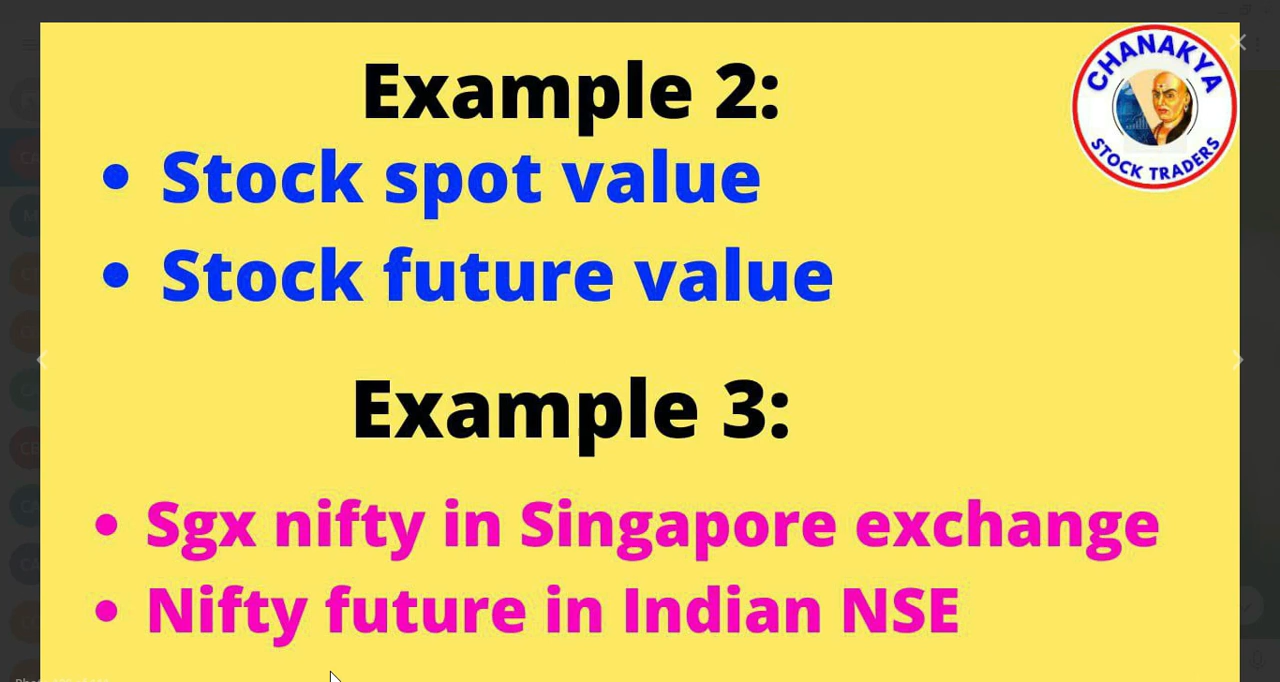 Example 2:
• Stock spot value
• Stock future value
Example 3:
• Sgx nifty in Singapore exchange
• Nifty future in Indian NSE
CHANAKYA
STOCK TRADERS